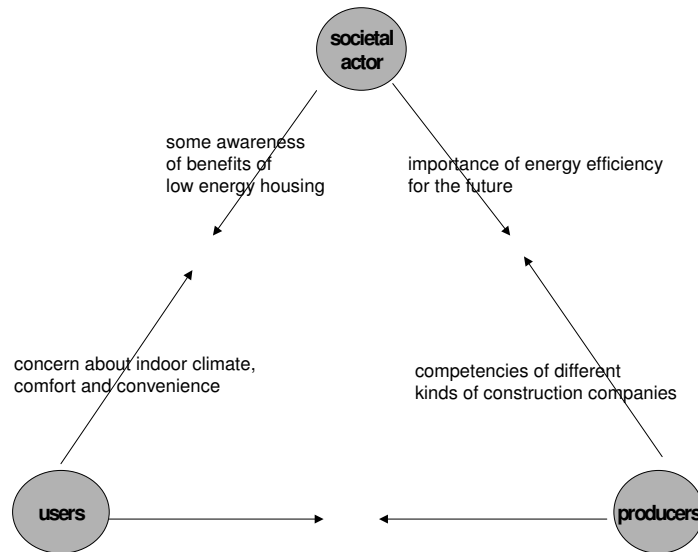 societal
actor
some awareness
of benefits of
low energy housing
importance of energy efficiency
for the future
concern about indoor climate,
comfort and convenience
competencies of different
kinds of construction companies
users
producers